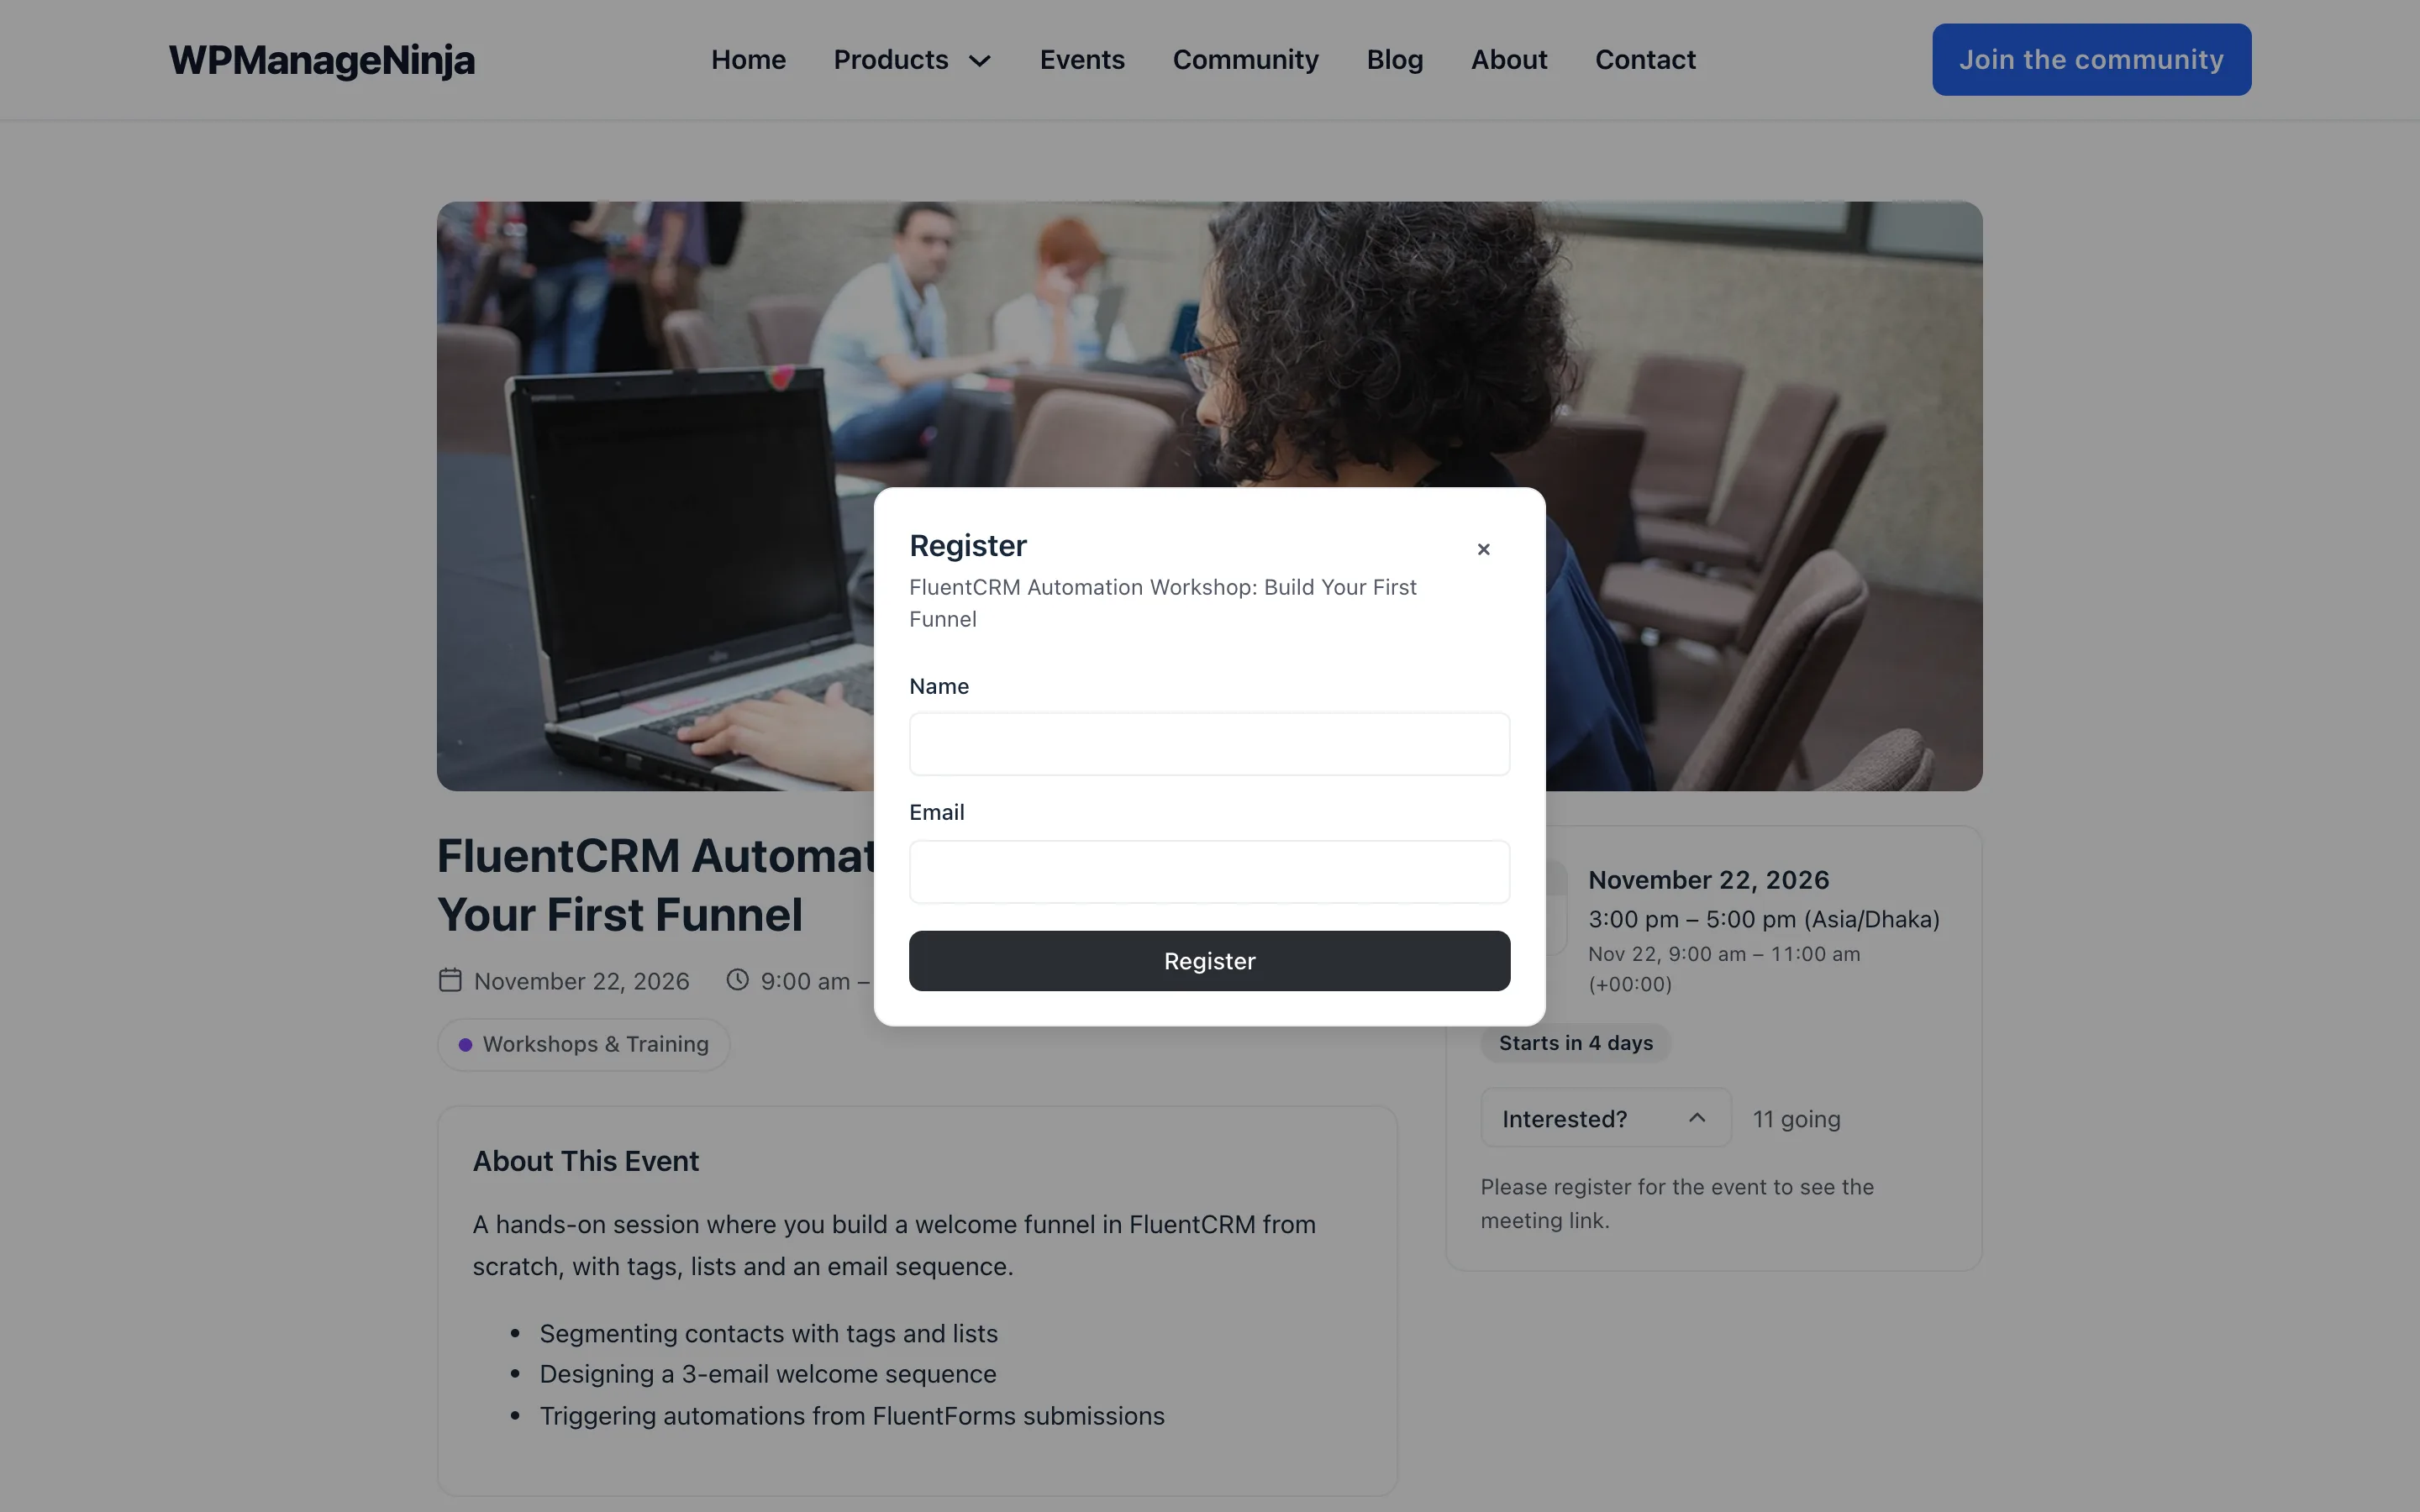 WPManageNinja
Home
Products
Events
Community
Blog
About
Contact
Join the community
Register
×
FluentCRM Automation Workshop: Build Your First
Funnel
Name
Email
Register
FluentCRM Automat
Your First Funnel
November 22, 2026
9:00 am –
Workshops & Training
About This Event
A hands-on session where you build a welcome funnel in FluentCRM from
scratch, with tags, lists and an email sequence.
• Segmenting contacts with tags and lists
• Designing a 3-email welcome sequence
• Triggering automations from FluentForms submissions
November 22, 2026
3:00 pm – 5:00 pm (Asia/Dhaka)
Nov 22, 9:00 am – 11:00 am
(+00:00)
Starts in 4 days
Interested?
11 going
Please register for the event to see the
meeting link.